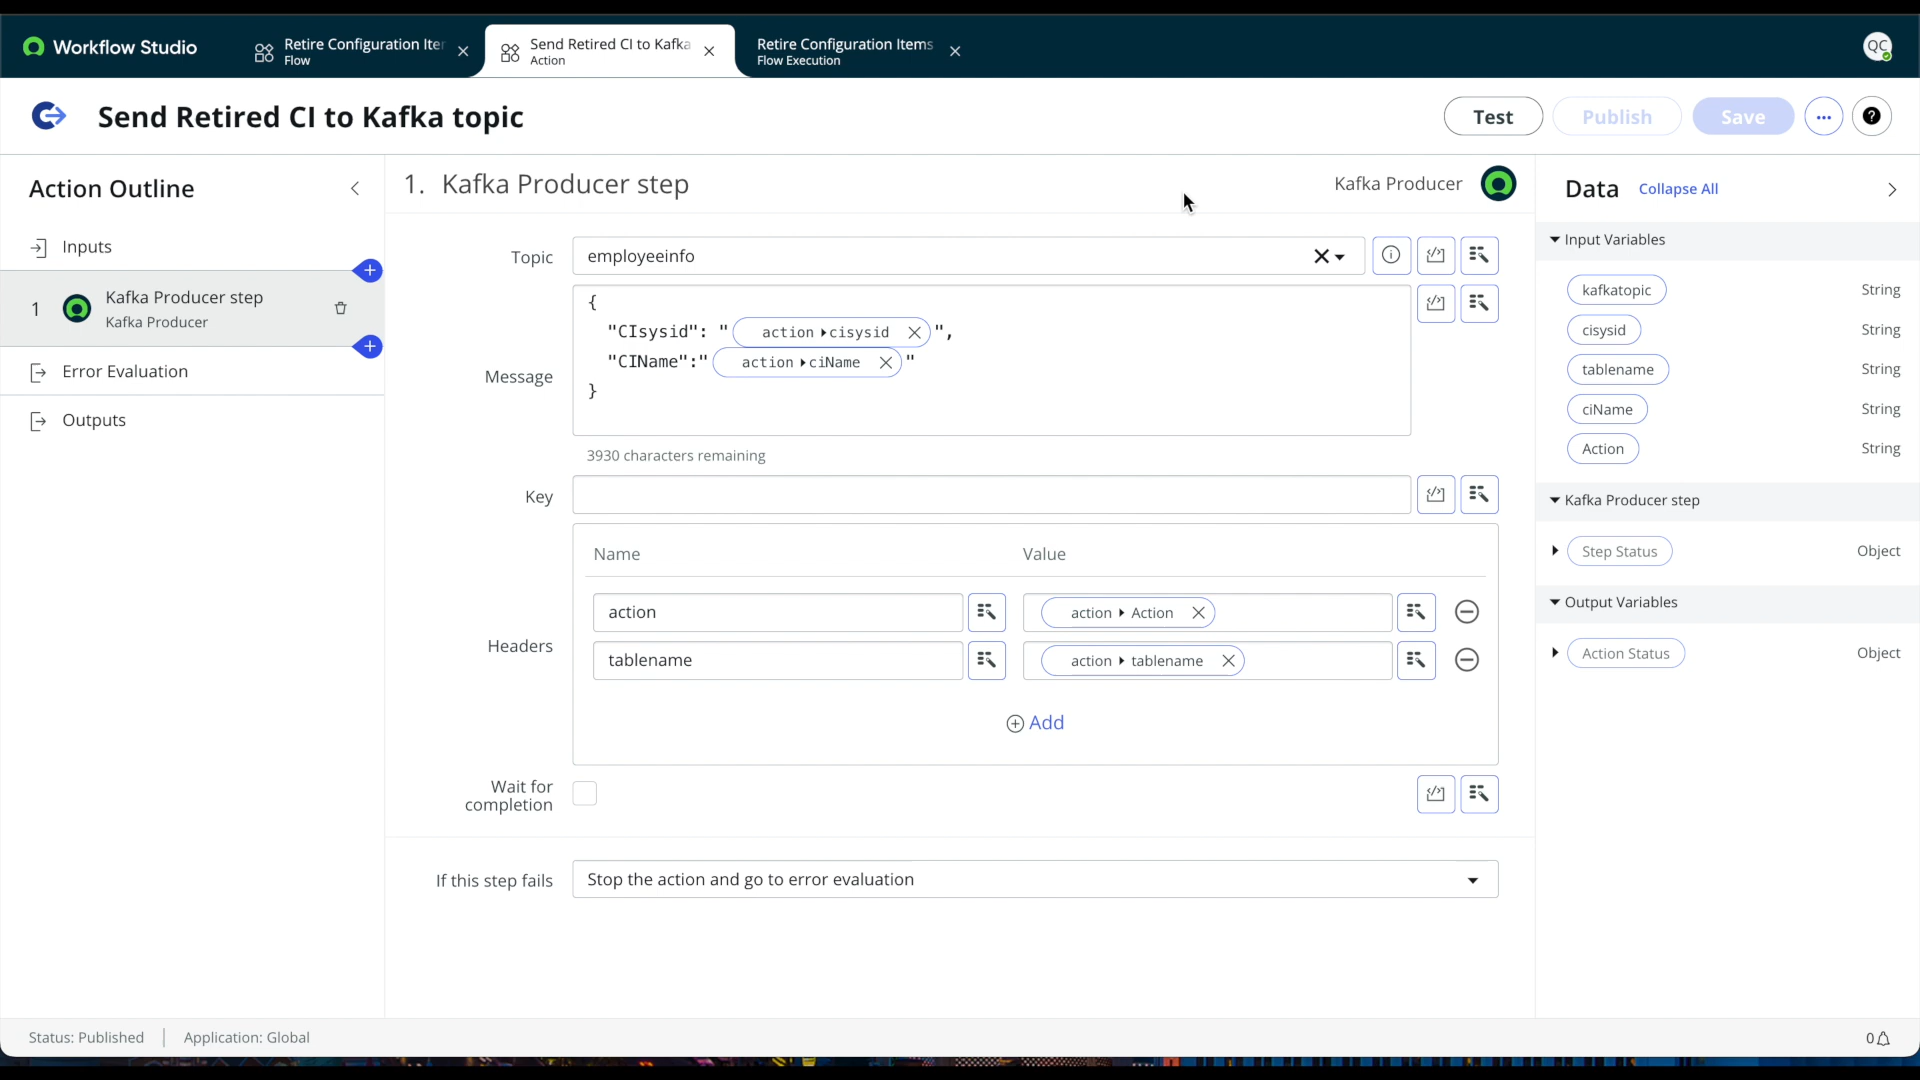 Workflow Studio
Retire Configuration Iter
Flow
Send Retired CI to Kafka
Action
Retire Configuration Items
Flow Execution
QC
Send Retired CI to Kafka topic
Test
Publish
Save
Action Outline
Inputs
1
Kafka Producer step
Kafka Producer
Error Evaluation
Outputs
1. Kafka Producer step
Kafka Producer
Topic
employeeinfo
Message
{
"CIsysid": " action▸cisysid ",
"CIName":" action▸ciName "
}
3930 characters remaining
Key
Headers
Name Value
action action ▸ Action
tablename action ▸ tablename
Add
Wait for
completion
If this step fails
Stop the action and go to error evaluation
Data Collapse All
Input Variables
kafkatopic String
cisysid String
tablename String
ciName String
Action String
Kafka Producer step
Step Status Object
Output Variables
Action Status Object
Status: Published
Application: Global
0